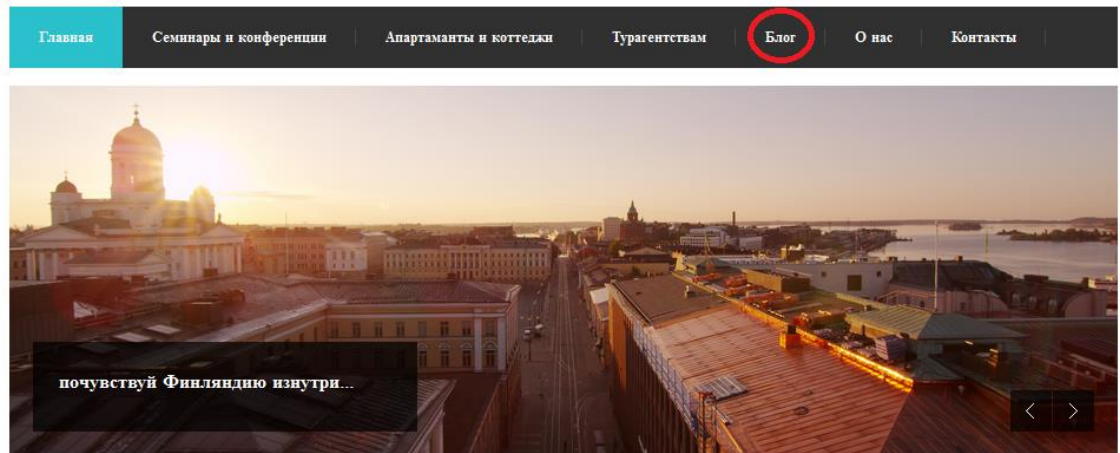 Главная Семинары и конференции Апартаманты и коттеджи Турагентствам Блог О нас Контакты
почувствуй Финляндию изнутри...